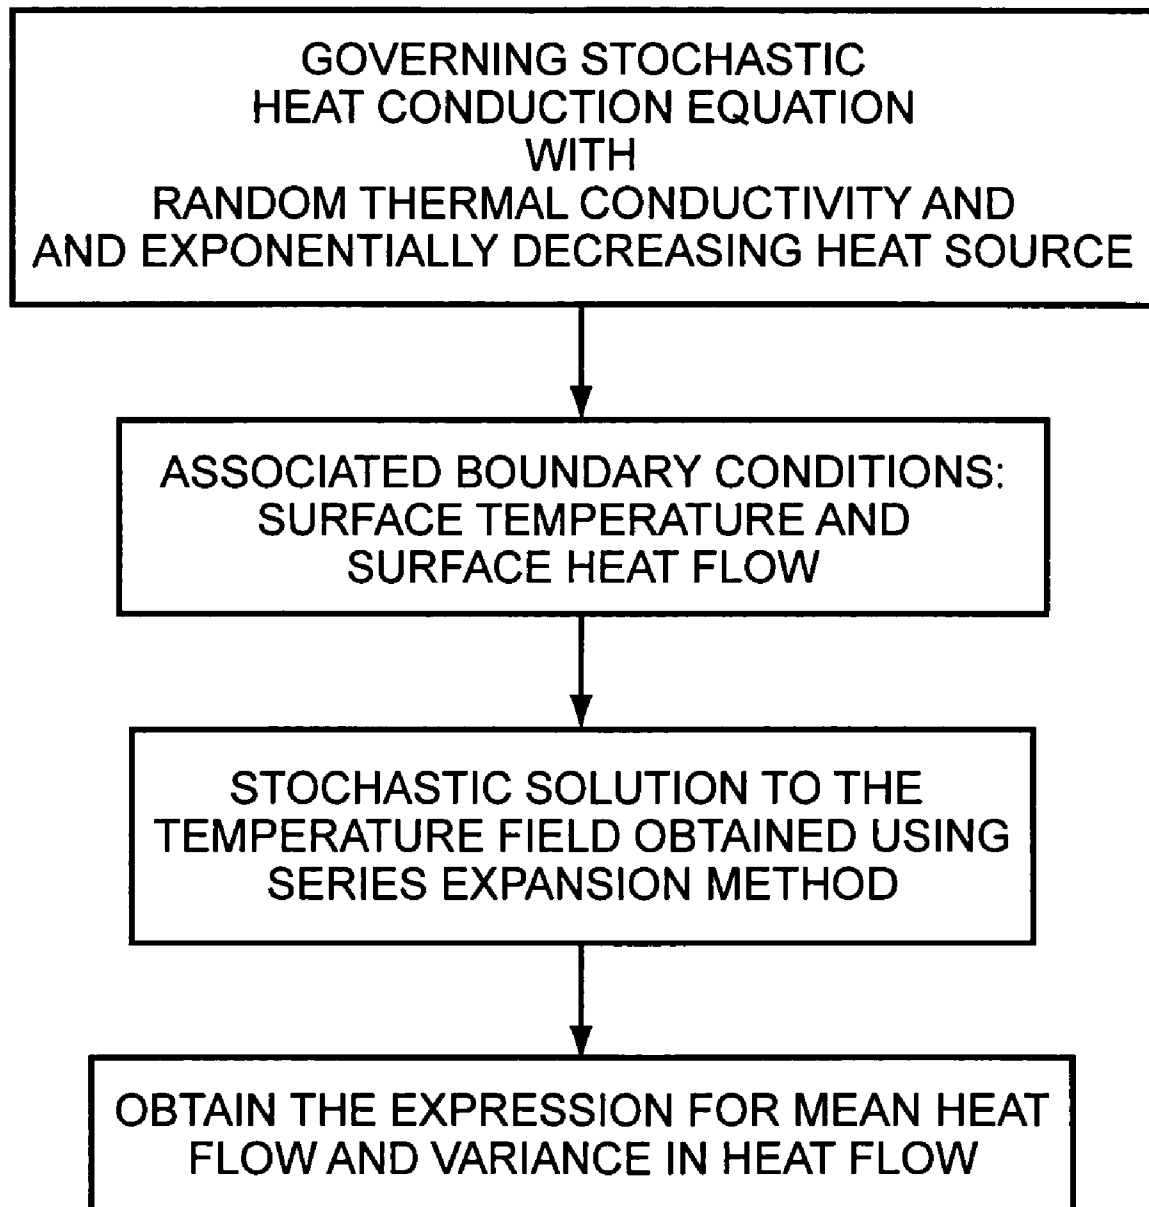 GOVERNING STOCHASTIC
HEAT CONDUCTION EQUATION
WITH
RANDOM THERMAL CONDUCTIVITY AND
AND EXPONENTIALLY DECREASING HEAT SOURCE
ASSOCIATED BOUNDARY CONDITIONS:
SURFACE TEMPERATURE AND
SURFACE HEAT FLOW
STOCHASTIC SOLUTION TO THE
TEMPERATURE FIELD OBTAINED USING
SERIES EXPANSION METHOD
OBTAIN THE EXPRESSION FOR MEAN HEAT
FLOW AND VARIANCE IN HEAT FLOW